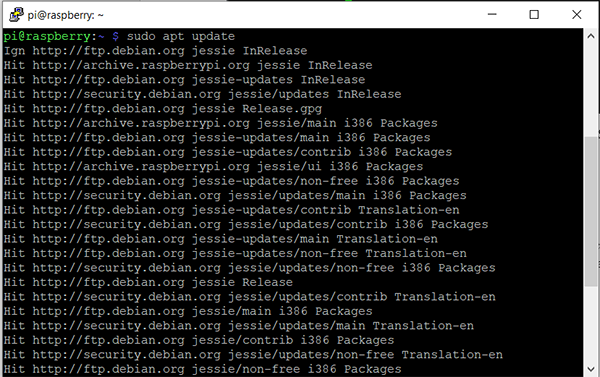 pi@raspberry: ~
pi@raspberry:~ $ sudo apt update
Ign http://ftp.debian.org jessie InRelease
Hit http://archive.raspberrypi.org jessie InRelease
Hit http://ftp.debian.org jessie-updates InRelease
Hit http://security.debian.org jessie/updates InRelease
Hit http://ftp.debian.org jessie Release.gpg
Hit http://archive.raspberrypi.org jessie/main i386 Packages
Hit http://ftp.debian.org jessie-updates/main i386 Packages
Hit http://ftp.debian.org jessie-updates/contrib i386 Packages
Hit http://archive.raspberrypi.org jessie/ui i386 Packages
Hit http://ftp.debian.org jessie-updates/non-free i386 Packages
Hit http://security.debian.org jessie/updates/main i386 Packages
Hit http://ftp.debian.org jessie-updates/contrib Translation-en
Hit http://security.debian.org jessie/updates/contrib i386 Packages
Hit http://ftp.debian.org jessie-updates/main Translation-en
Hit http://ftp.debian.org jessie-updates/non-free Translation-en
Hit http://security.debian.org jessie/updates/non-free i386 Packages
Hit http://ftp.debian.org jessie Release
Hit http://security.debian.org jessie/updates/contrib Translation-en
Hit http://ftp.debian.org jessie/main i386 Packages
Hit http://security.debian.org jessie/updates/main Translation-en
Hit http://ftp.debian.org jessie/contrib i386 Packages
Hit http://security.debian.org jessie/updates/non-free Translation-en
Hit http://ftp.debian.org jessie/non-free i386 Packages